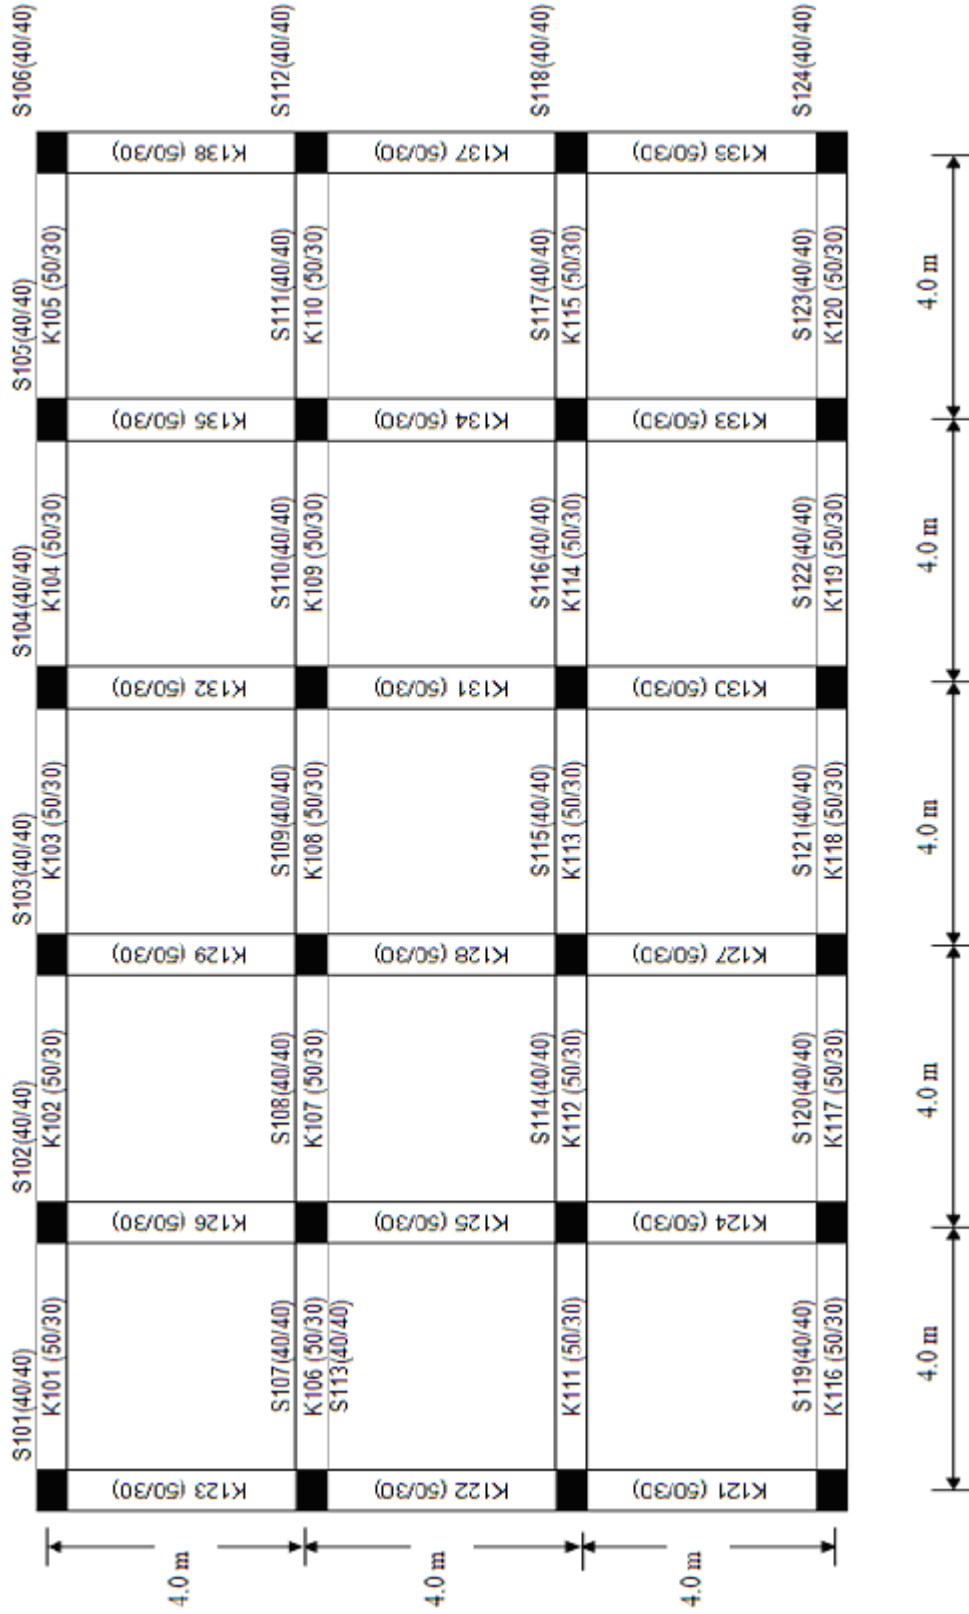 S101(40/40)
S102(40/40)
S103(40/40)
S104(40/40)
S105(40/40)
S106(40/40)
K101 (50/30)
K102 (50/30)
K103 (50/30)
K104 (50/30)
K105 (50/30)
K123 (50/30)
K126 (50/30)
K129 (50/30)
K132 (50/30)
K135 (50/30)
K138 (50/30)
4.0 m
S107(40/40)
S108(40/40)
S109(40/40)
S110(40/40)
S111(40/40)
S112(40/40)
K106 (50/30)
K107 (50/30)
K108 (50/30)
K109 (50/30)
K110 (50/30)
S113(40/40)
K122 (50/30)
K125 (50/30)
K128 (50/30)
K131 (50/30)
K134 (50/30)
K137 (50/30)
4.0 m
S114(40/40)
S115(40/40)
S116(40/40)
S117(40/40)
S118(40/40)
K111 (50/30)
K112 (50/30)
K113 (50/30)
K114 (50/30)
K115 (50/30)
K121 (50/30)
K124 (50/30)
K127 (50/30)
K130 (50/30)
K133 (50/30)
K136 (50/30)
4.0 m
S119(40/40)
S120(40/40)
S121(40/40)
S122(40/40)
S123(40/40)
S124(40/40)
K116 (50/30)
K117 (50/30)
K118 (50/30)
K119 (50/30)
K120 (50/30)
4.0 m
4.0 m
4.0 m
4.0 m
4.0 m